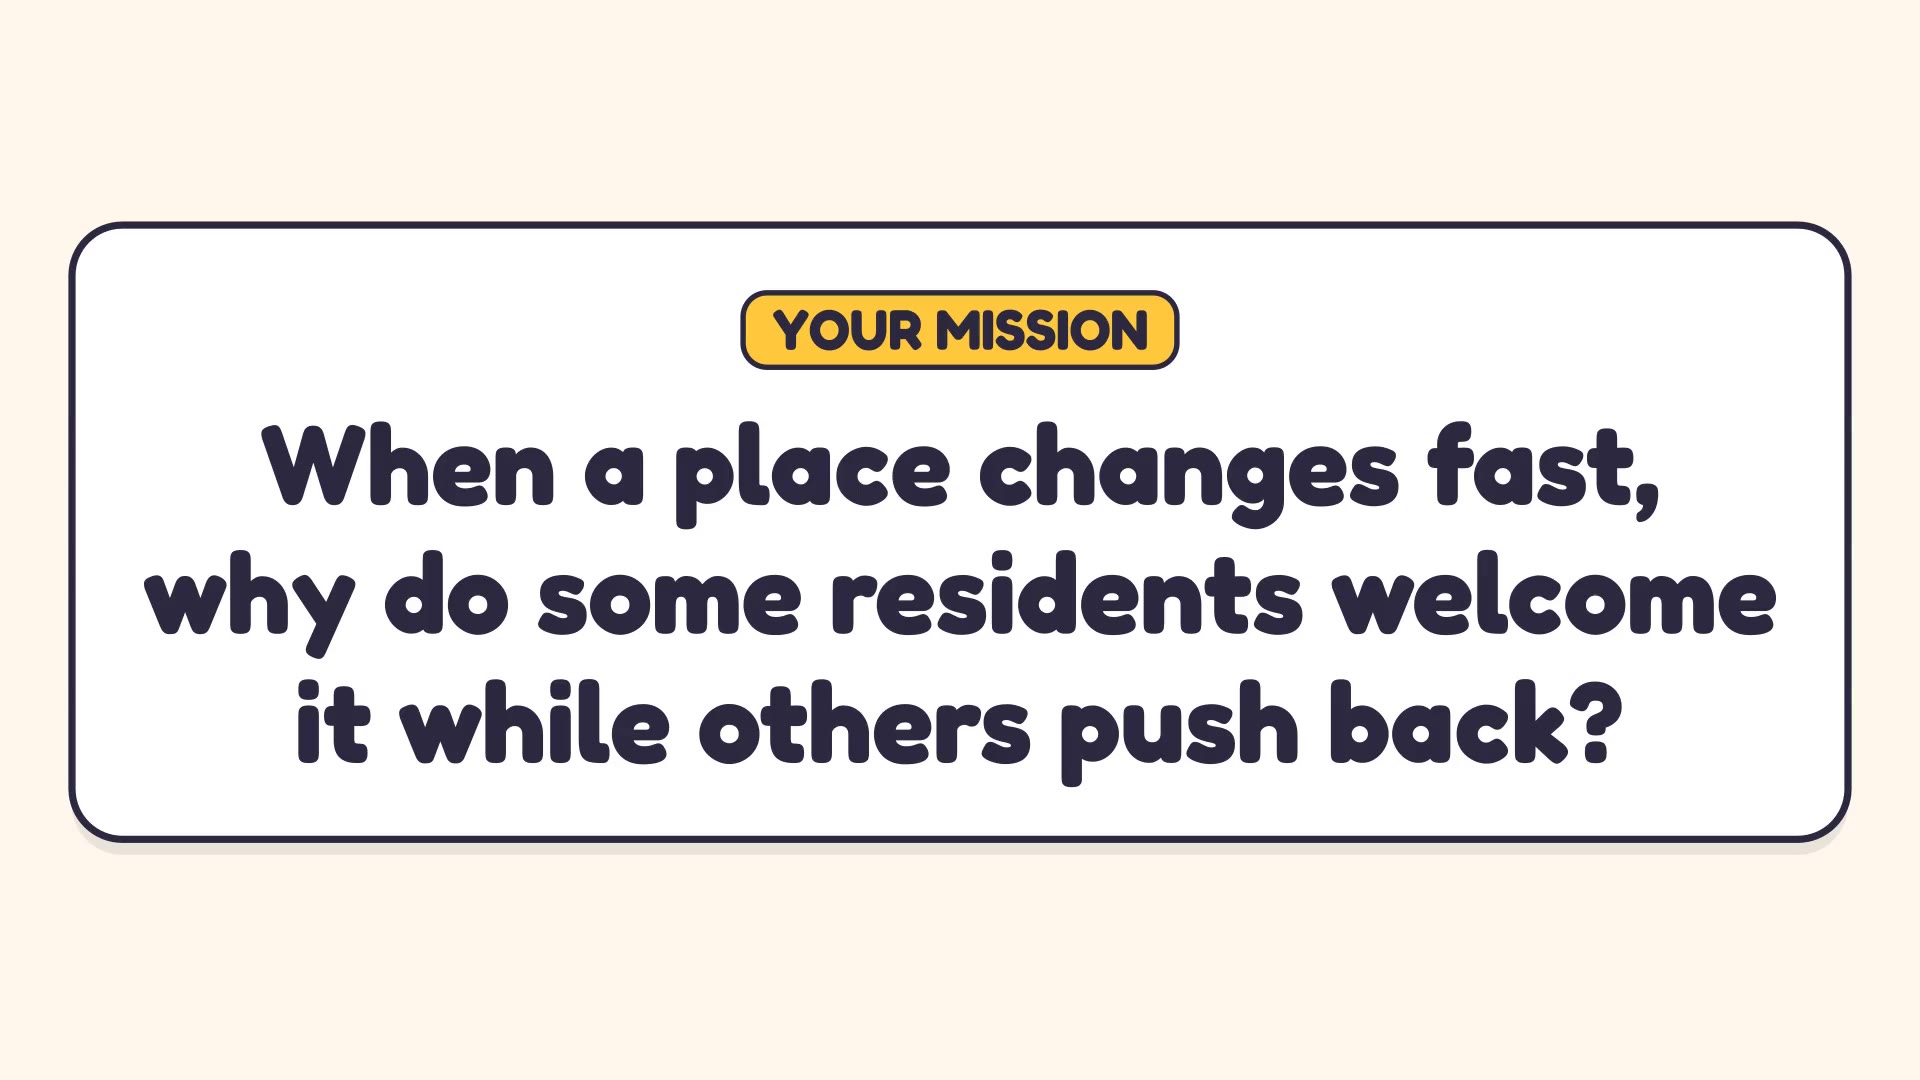 YOUR MISSION
When a place changes fast,
why do some residents welcome
it while others push back?